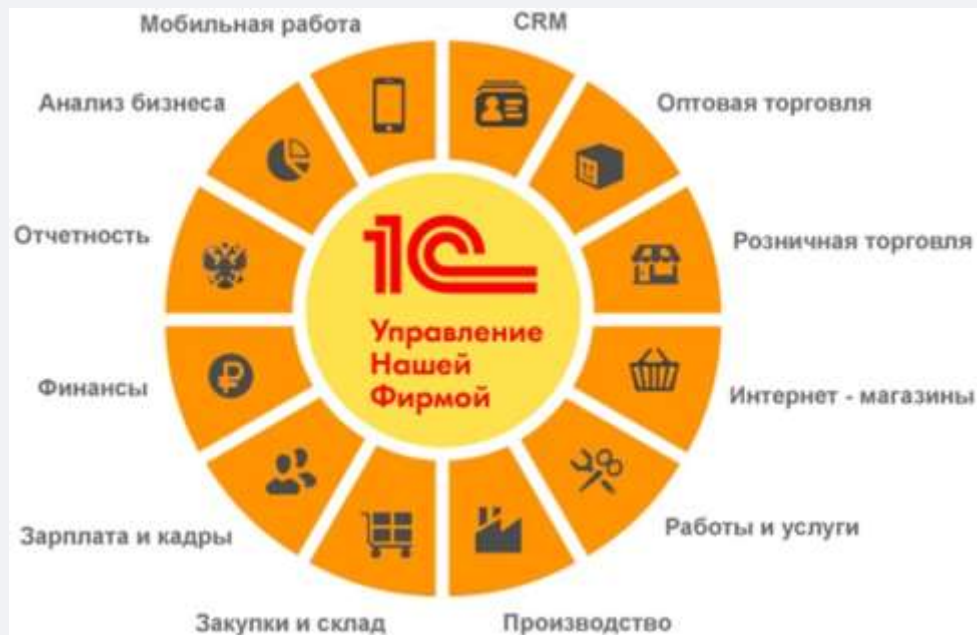 Мобильная работа
CRM
Анализ бизнеса
Оптовая торговля
Отчетность
Розничная торговля
1С
Управление
Нашей
Фирмой
Финансы
Интернет - магазины
Зарплата и кадры
Работы и услуги
Закупки и склад
Производство